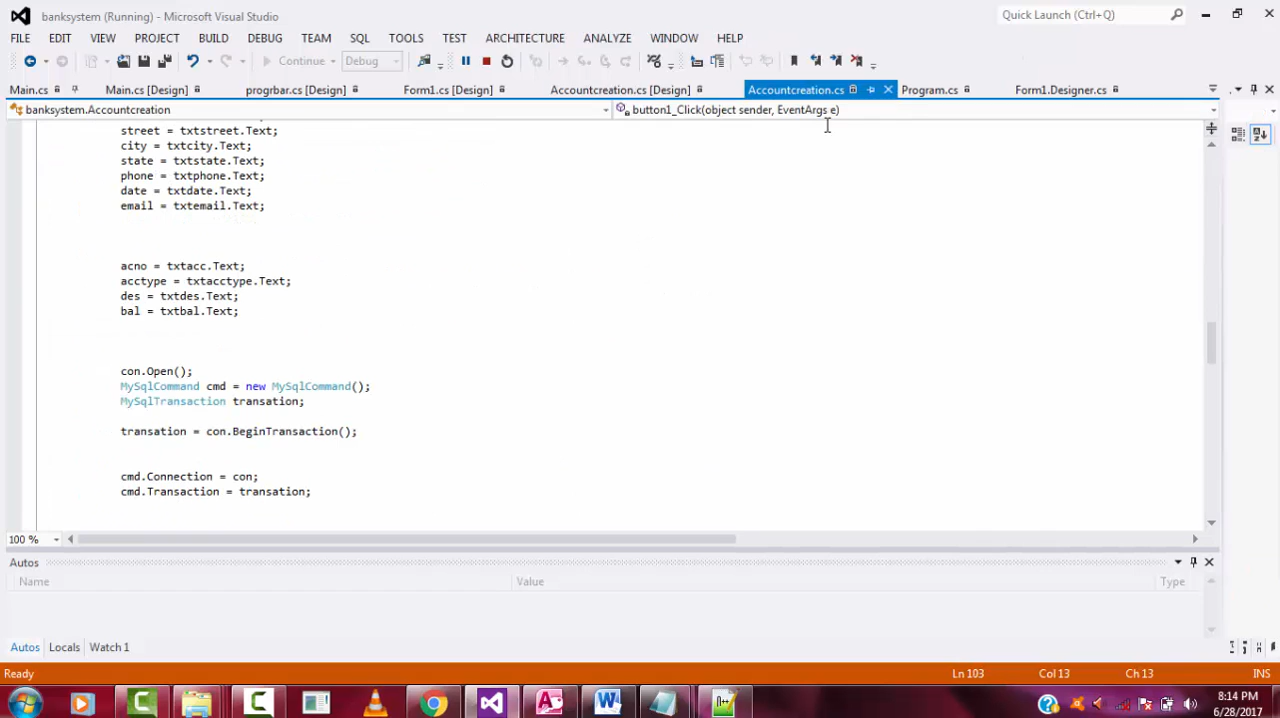 banksystem (Running) - Microsoft Visual Studio
Quick Launch (Ctrl+Q)
FILE EDIT VIEW PROJECT BUILD DEBUG TEAM SQL TOOLS TEST ARCHITECTURE ANALYZE WINDOW HELP
Continue Debug
Main.cs Main.cs [Design] progrbar.cs [Design] Form1.cs [Design] Accountcreation.cs [Design] Accountcreation.cs Program.cs Form1.Designer.cs
banksystem.Accountcreation button1_Click(object sender, EventArgs e)
street = txtstreet.Text;
city = txtcity.Text;
state = txtstate.Text;
phone = txtphone.Text;
date = txtdate.Text;
email = txtemail.Text;
acno = txtacc.Text;
acctype = txtacctype.Text;
des = txtdes.Text;
bal = txtbal.Text;
con.Open();
MySqlCommand cmd = new MySqlCommand();
MySqlTransaction transation;
transation = con.BeginTransaction();
cmd.Connection = con;
cmd.Transaction = transation;
100 %
Autos
Name Value Type
Autos Locals Watch 1
Ready Ln 103 Col 13 Ch 13 INS
8:14 PM
6/28/2017